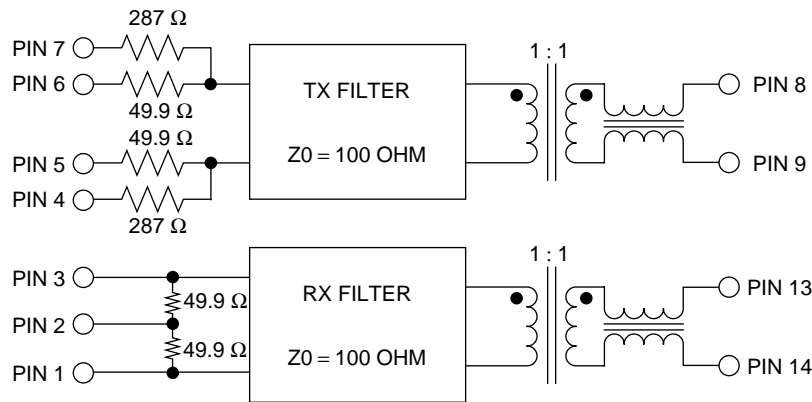 287 Ω
PIN 7
PIN 6
49.9 Ω
49.9 Ω
PIN 5
PIN 4
287 Ω
TX FILTER
Z0 = 100 OHM
1 : 1
PIN 8
PIN 9
PIN 3
49.9 Ω
PIN 2
49.9 Ω
PIN 1
RX FILTER
Z0 = 100 OHM
1 : 1
PIN 13
PIN 14